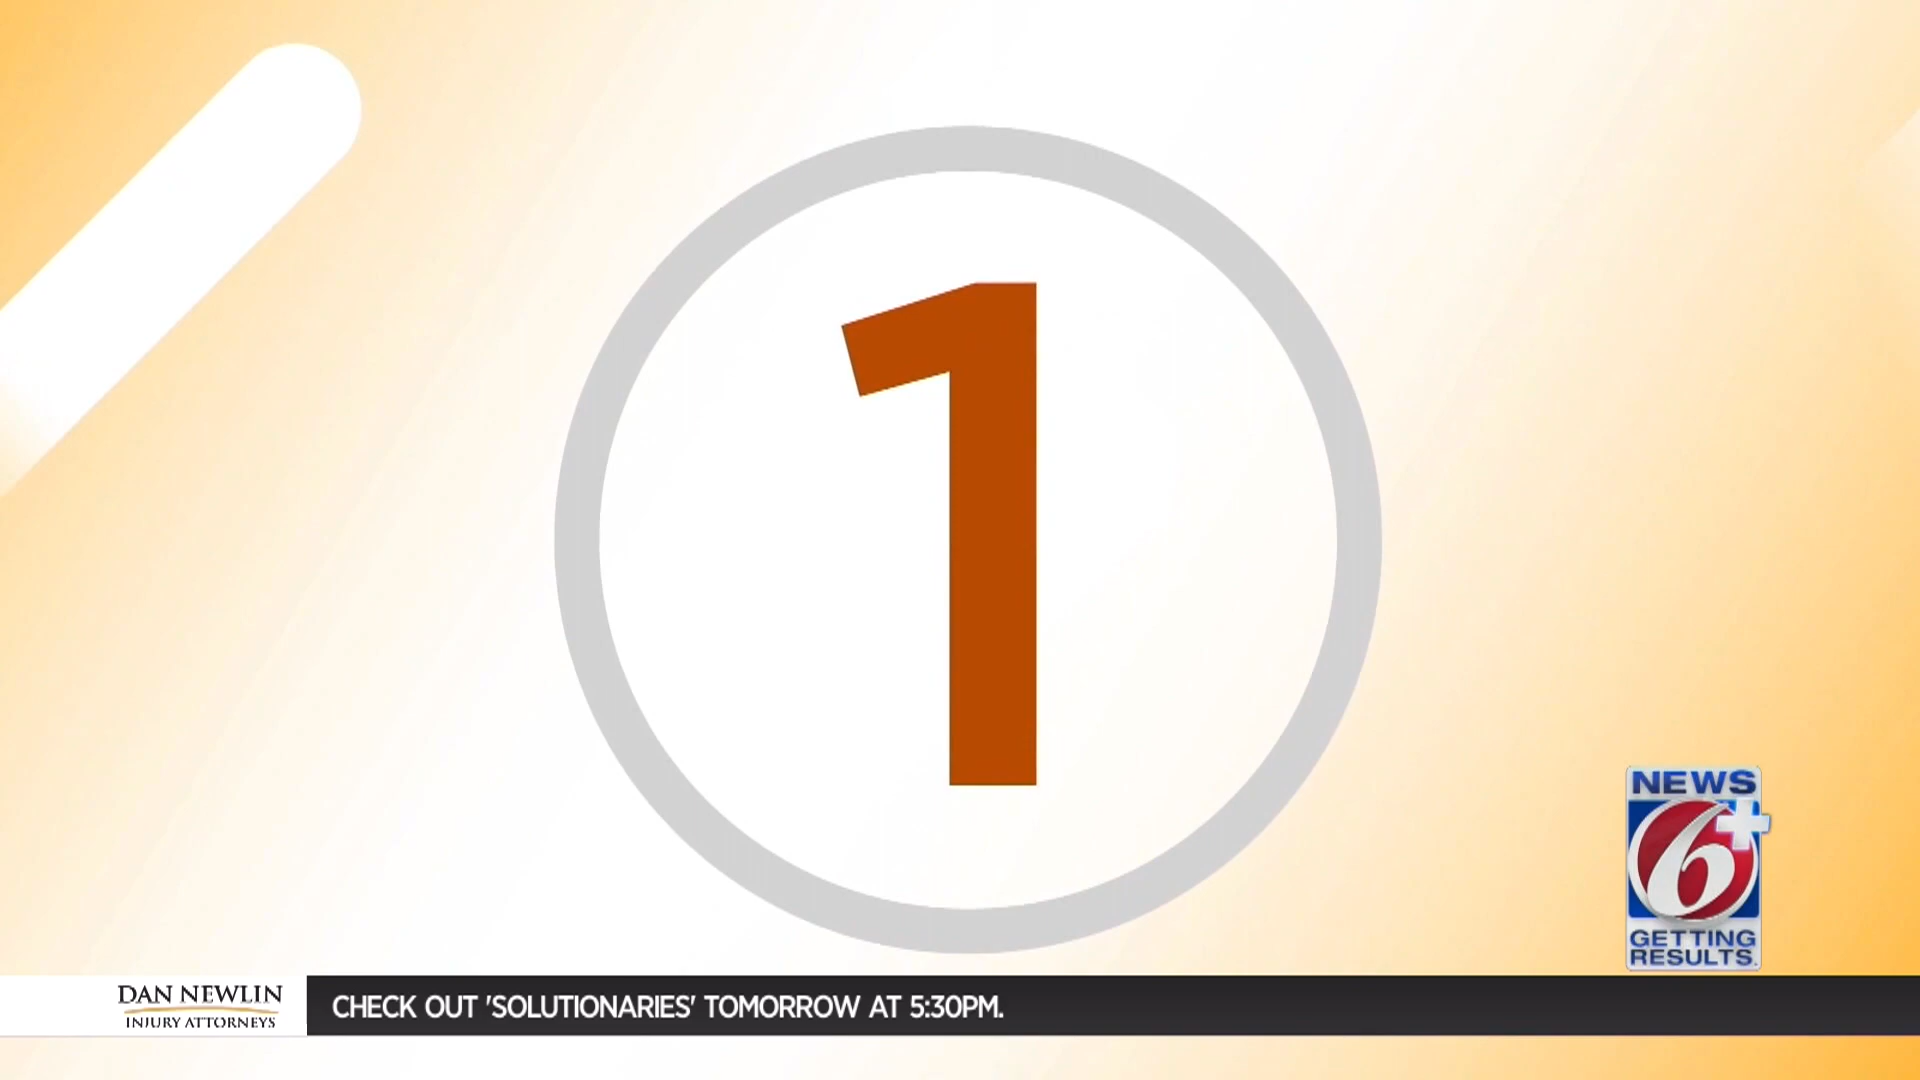 1
NEWS
6+
GETTING
RESULTS.
DAN NEWLIN
INJURY ATTORNEYS
CHECK OUT 'SOLUTIONARIES' TOMORROW AT 5:30PM.